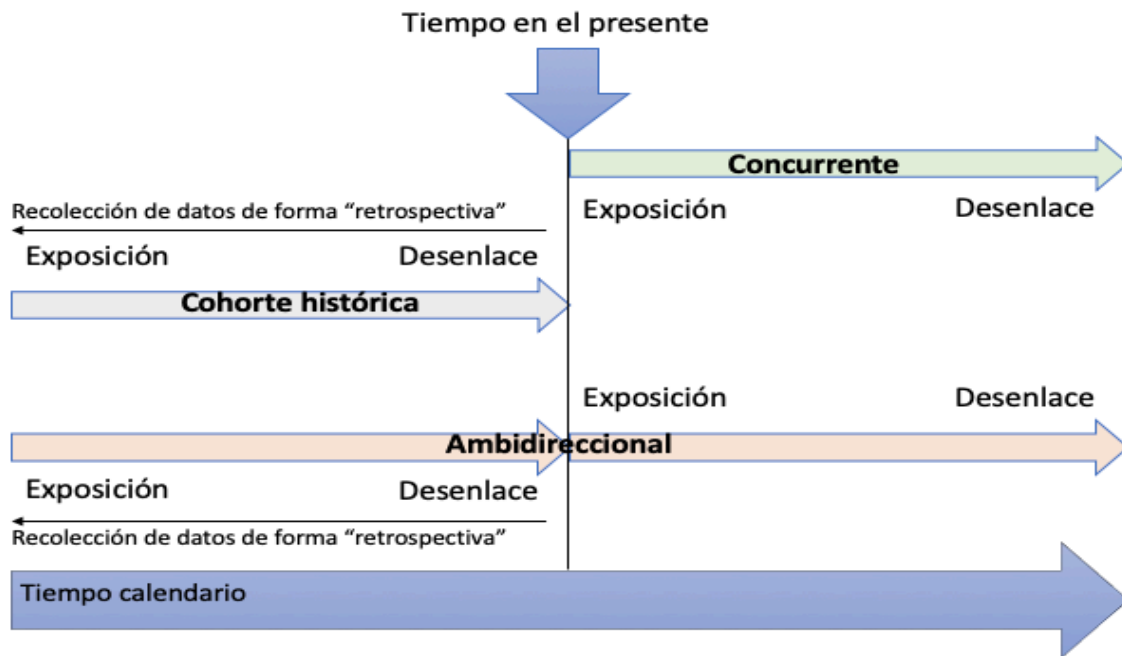 Tiempo en el presente
Concurrente
Recolección de datos de forma “retrospectiva”
Exposición
Desenlace
Exposición
Desenlace
Cohorte histórica
Exposición
Desenlace
Ambidireccional
Exposición
Desenlace
Recolección de datos de forma “retrospectiva”
Tiempo calendario